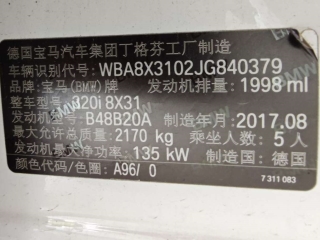 德国宝马汽车集团丁格芬工厂制造
车辆识别代号: WBA8X3102JG840379
品牌: 宝马(BMW)牌 发动机排量: 1998 ml
整车型号: 320i 8X31
发动机型号: B48B20A 制造年月: 2017.08
最大允许总质量: 2170 kg 乘坐人数: 5 人
发动机最大净功率: 135 kW 制造国: 德国
颜色代码/色圈: A96/ 0
7 311 083